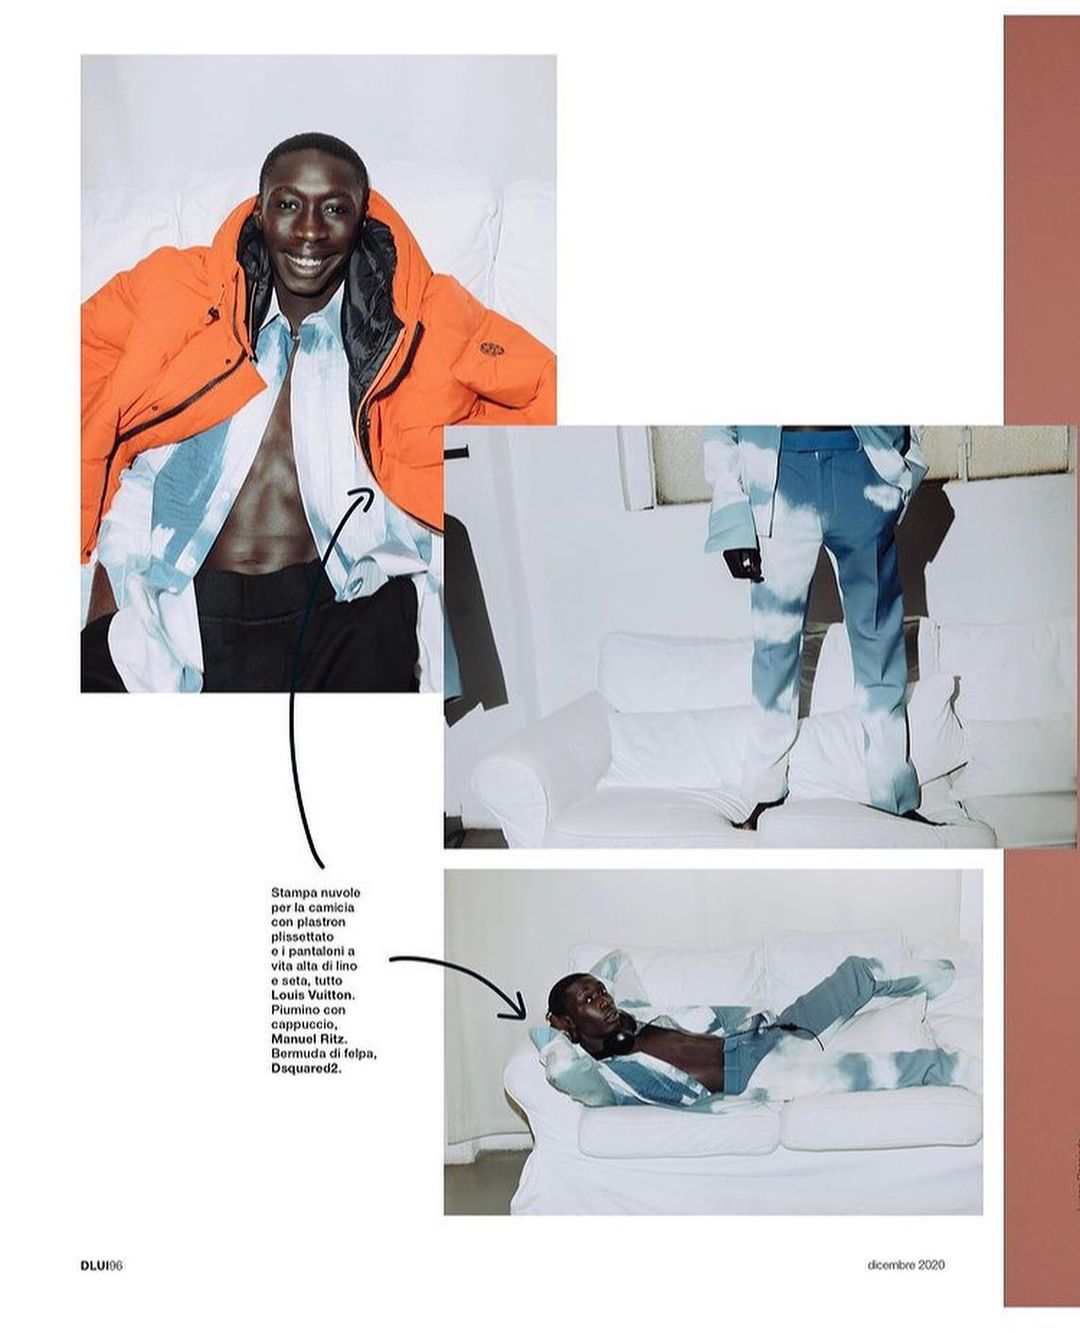 Stampa nuvole
per la camicia
con plastron
plissettato
e i pantaloni a
vita alta di lino
e seta, tutto
Louis Vuitton.
Piumino con
cappuccio,
Manuel Ritz.
Bermuda di felpa,
Dsquared2.
DLUI96
dicembre 2020